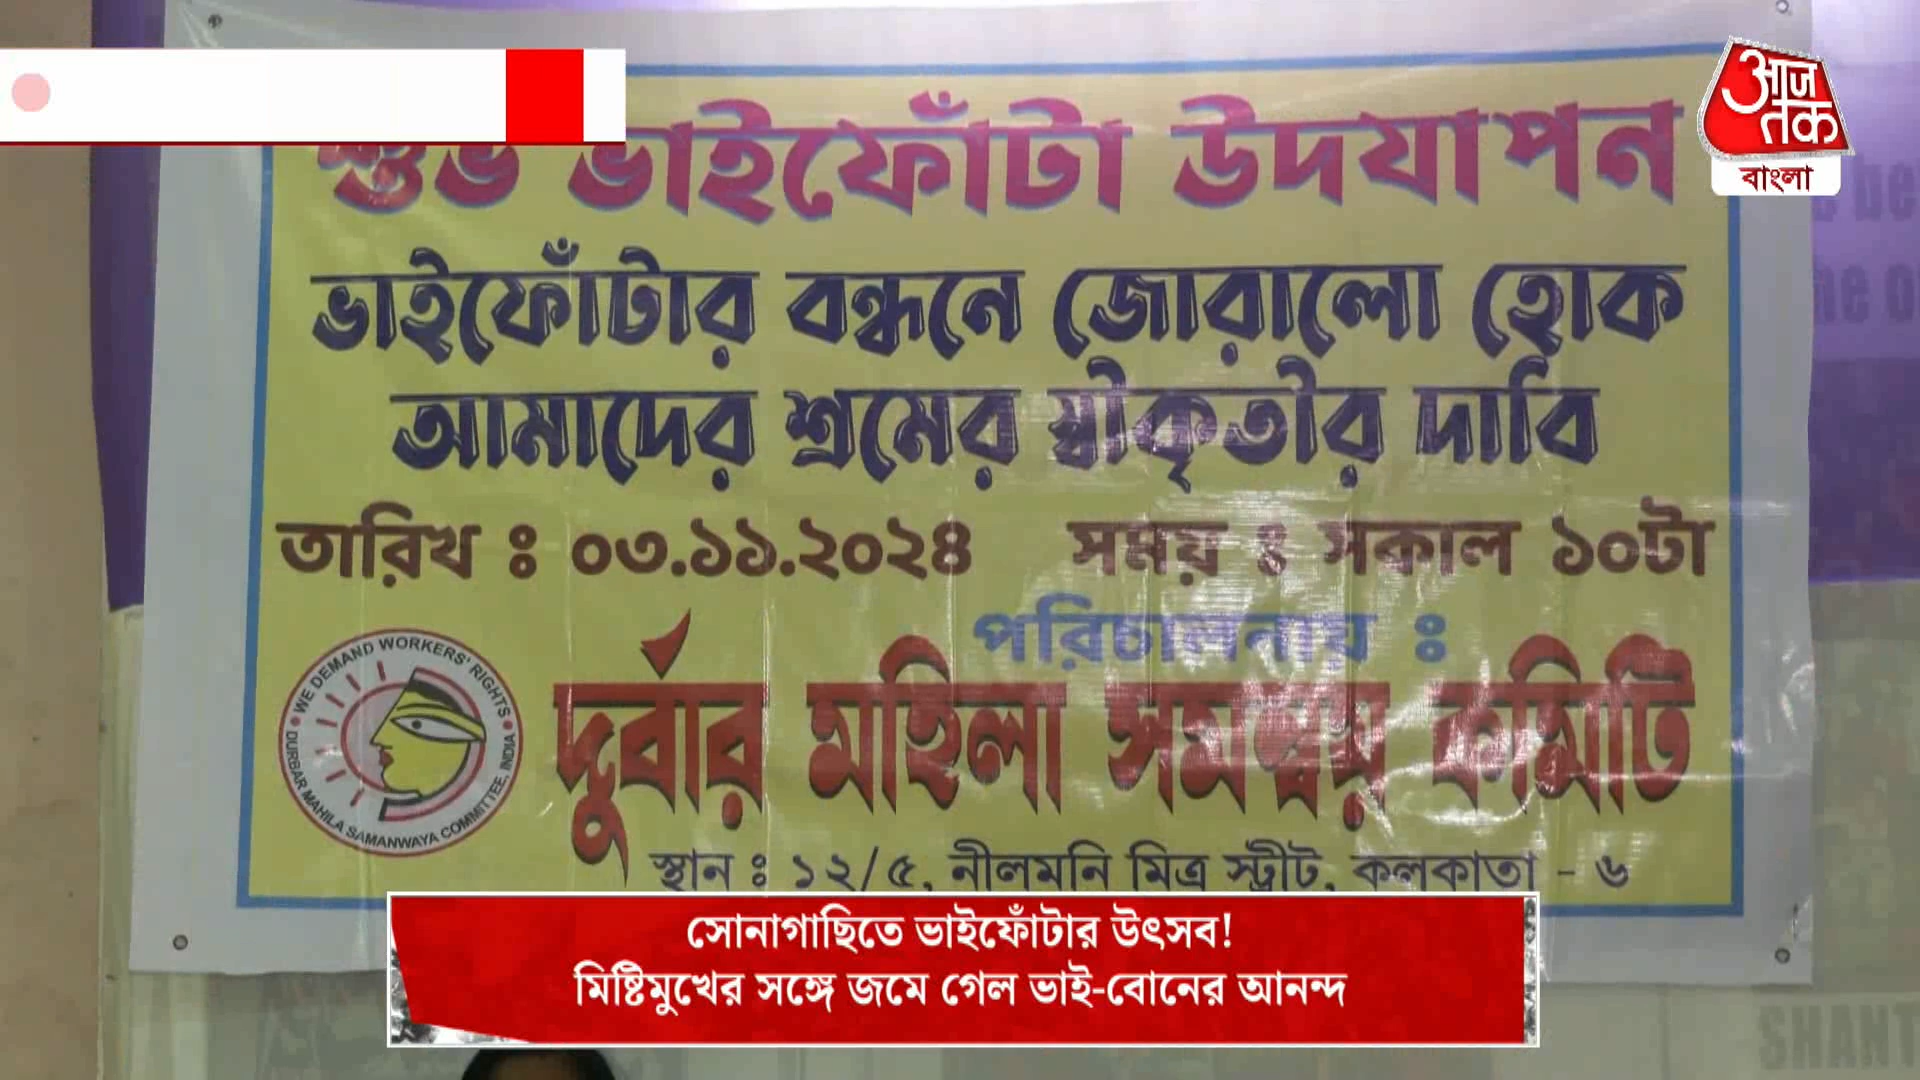 आज तक
বাংলা
শুভ ভাইফোঁটা উদযাপন
ভাইফোঁটার বন্ধনে জোরালো হোক
আমাদের শ্রমের স্বীকৃতীর দাবি
তারিখ ঃ ০৩.১১.২০২৪ সময় ঃ সকাল ১০টা
পরিচালনায় ঃ
দুর্বার মহিলা সমন্বয় কমিটি
WE DEMAND WORKERS' RIGHTS
DURBAR MAHILA SAMANWAYA COMMITTEE, INDIA
স্থান ঃ ১২/৫, নীলমনি মিত্র স্ট্রীট, কলকাতা - ৬
সোনাগাছিতে ভাইফোঁটার উৎসব!
মিষ্টিমুখের সঙ্গে জমে গেল ভাই-বোনের আনন্দ